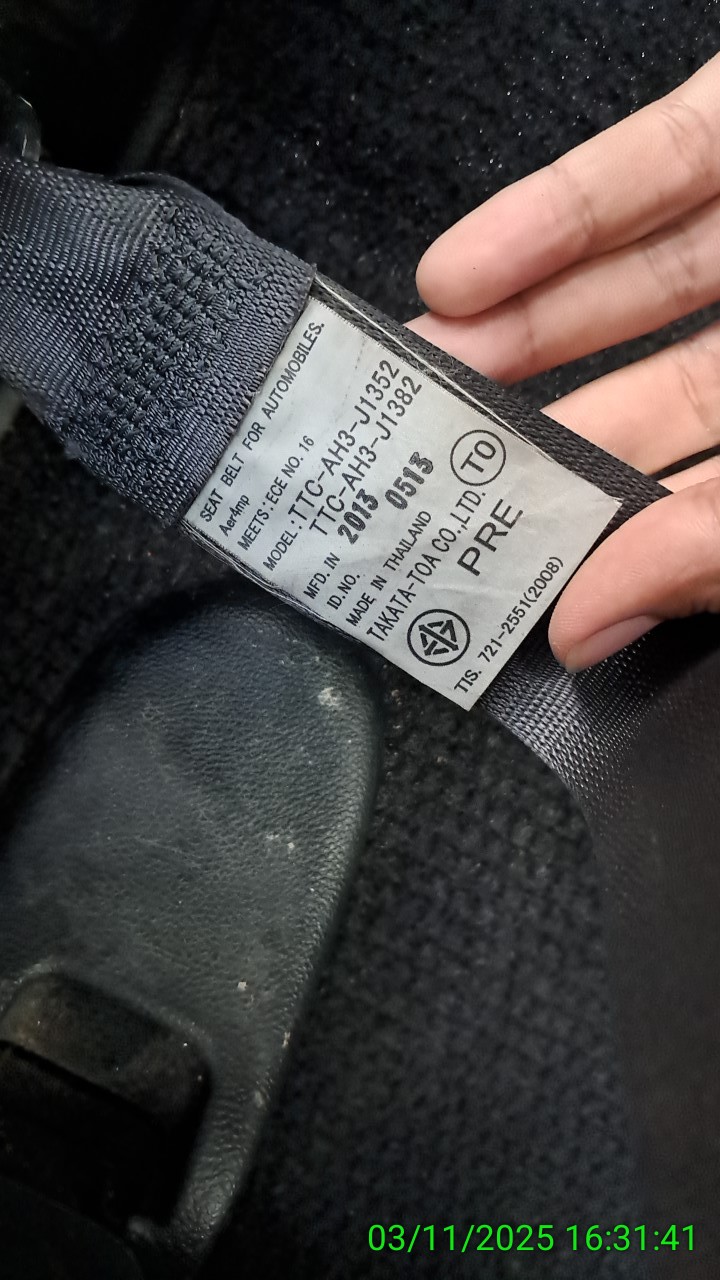 SEAT BELT FOR AUTOMOBILES.
Aer4mp
MEETS : ECE NO. 16
MODEL : TTC-AH3-J1352
TTC-AH3-J1382
MFD. IN 2013 0513
ID.NO.
MADE IN THAILAND
TAKATA-TOA CO.,LTD. TO
PRE
TIS. 721-2551(2008)
03/11/2025 16:31:41